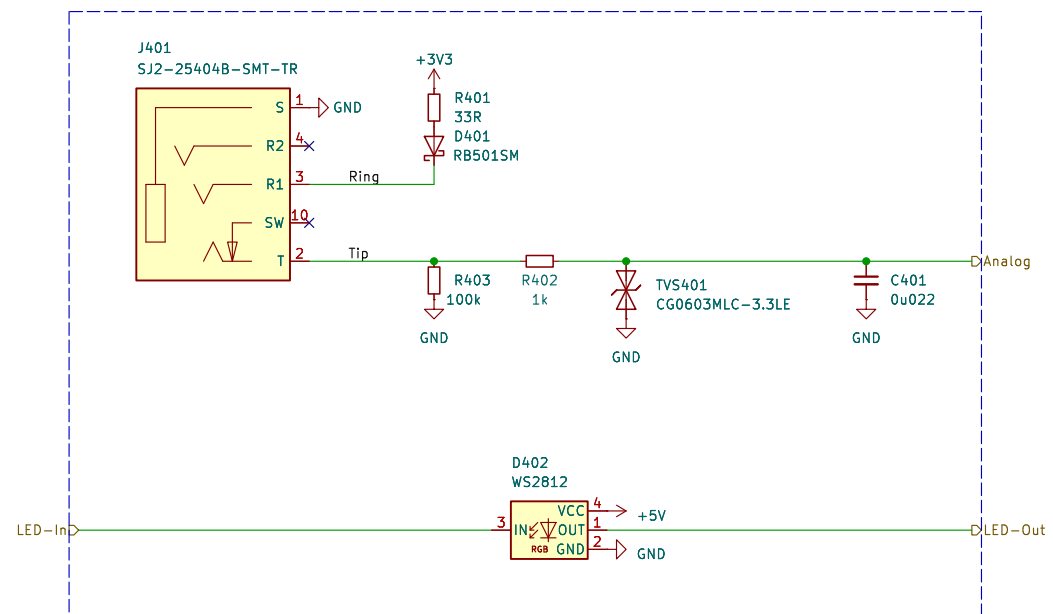 J401
SJ2-25404B-SMT-TR
S
1
GND
R2
4
R1
3
Ring
SW
10
T
2
Tip
+3V3
R401
33R
D401
RB501SM
R403
100k
GND
R402
1k
TVS401
CG0603MLC-3.3LE
GND
C401
0u022
GND
Analog
D402
WS2812
LED-In
3
IN
RGB
VCC
4
+5V
OUT
1
GND
2
GND
LED-Out